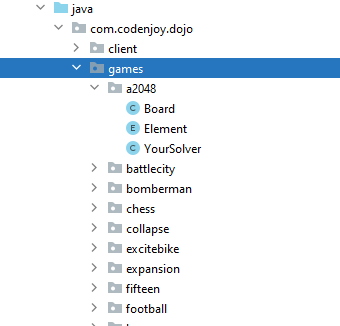 java
com.codenjoy.dojo
client
games
a2048
C Board
E Element
C YourSolver
battlecity
bomberman
chess
collapse
excitebike
expansion
fifteen
football